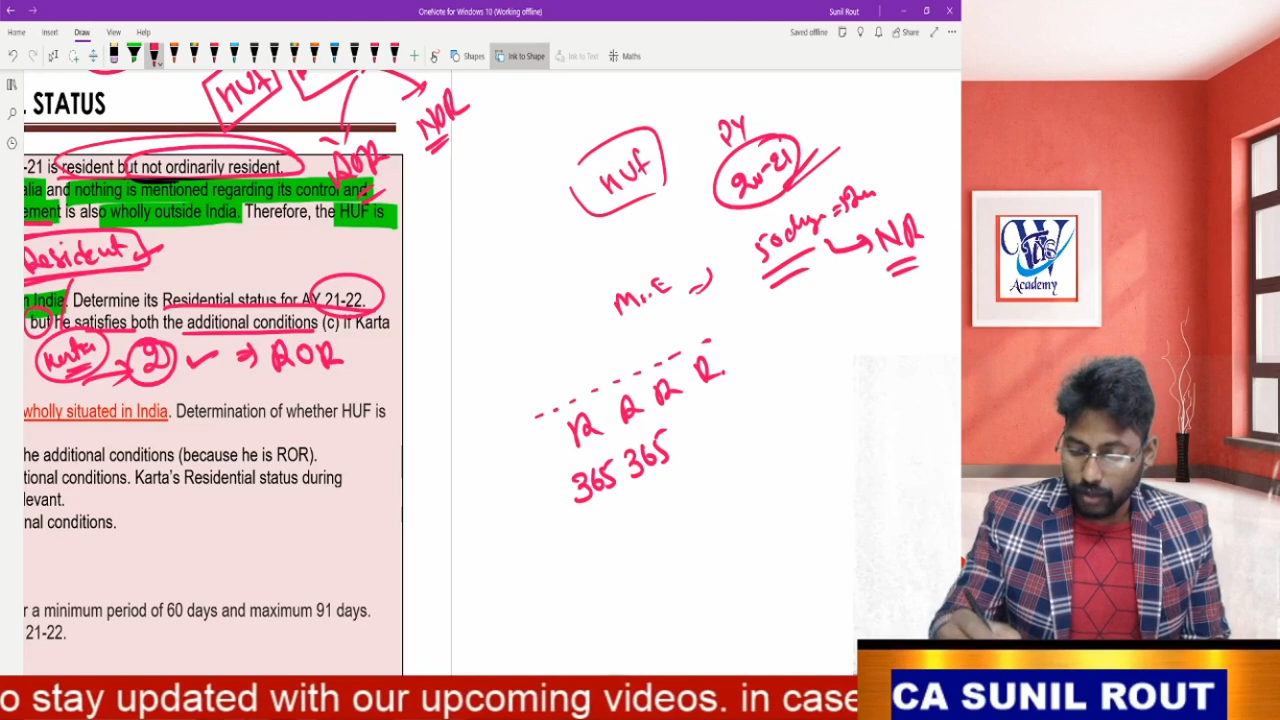 OneNote for Windows 10 (Working offline)
Sunil Rout
Home Insert Draw View Help
Saved offline
Share
Shapes
Ink to Shape
Ink to Text
Maths
HUF
NOR
. STATUS
ROR
-21 is resident but not ordinarily resident.
alia and nothing is mentioned regarding its control and
ement is also wholly outside India. Therefore, the HUF is
Resident
n India. Determine its Residential status for AY 21-22.
but he satisfies both the additional conditions (c) If Karta
Karta 2 ⇒ ROR
wholly situated in India. Determination of whether HUF is
he additional conditions (because he is ROR).
tional conditions. Karta's Residential status during
levant.
nal conditions.
r a minimum period of 60 days and maximum 91 days.
21-22.
HUF
PY
20-21
50 days
NR
R R R R
365 365
WTiys
Academy
o stay updated with our upcoming videos. in case
CA SUNIL ROUT